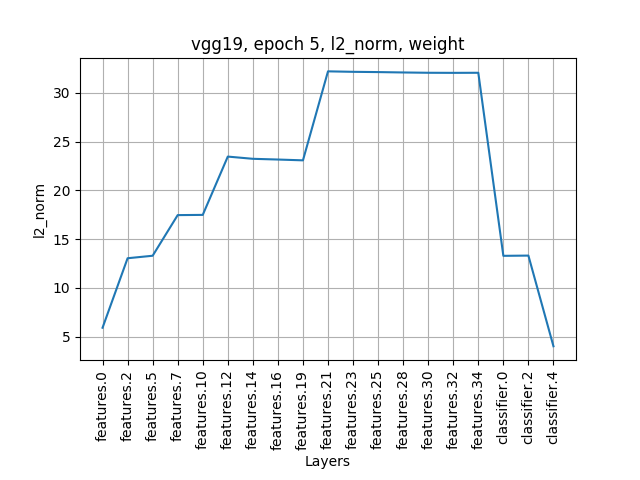 vgg19, epoch 5, l2_norm, weight
l2_norm
30
25
20
15
10
5
features.0
features.2
features.5
features.7
features.10
features.12
features.14
features.16
features.19
features.21
features.23
features.25
features.28
features.30
features.32
features.34
classifier.0
classifier.2
classifier.4
Layers